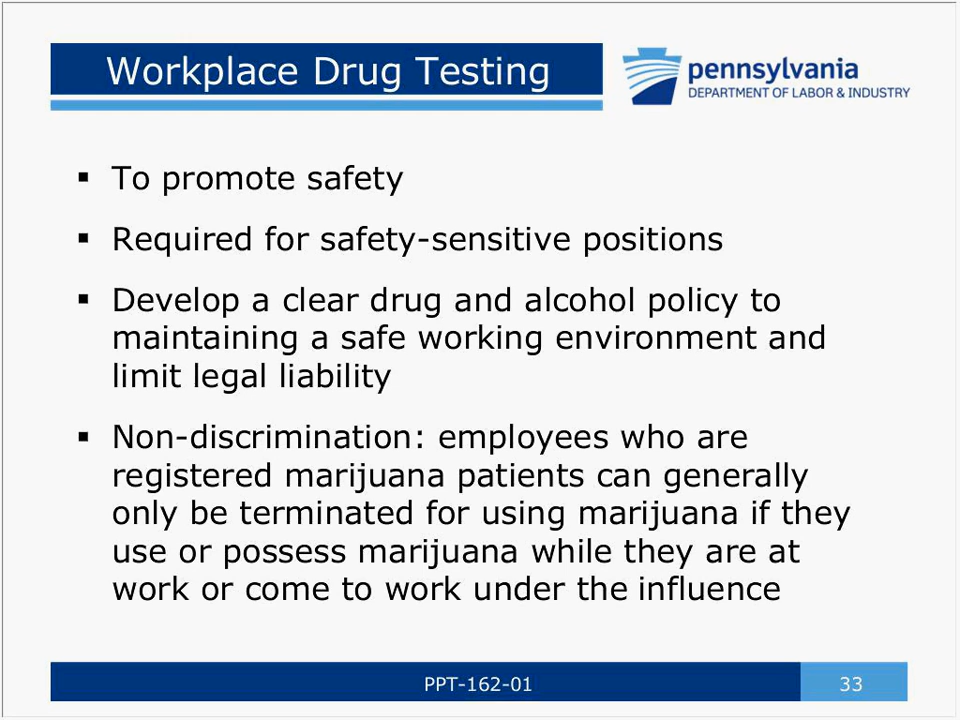 Workplace Drug Testing
pennsylvania
DEPARTMENT OF LABOR & INDUSTRY
▪ To promote safety
▪ Required for safety-sensitive positions
▪ Develop a clear drug and alcohol policy to
maintaining a safe working environment and
limit legal liability
▪ Non-discrimination: employees who are
registered marijuana patients can generally
only be terminated for using marijuana if they
use or possess marijuana while they are at
work or come to work under the influence
PPT-162-01
33